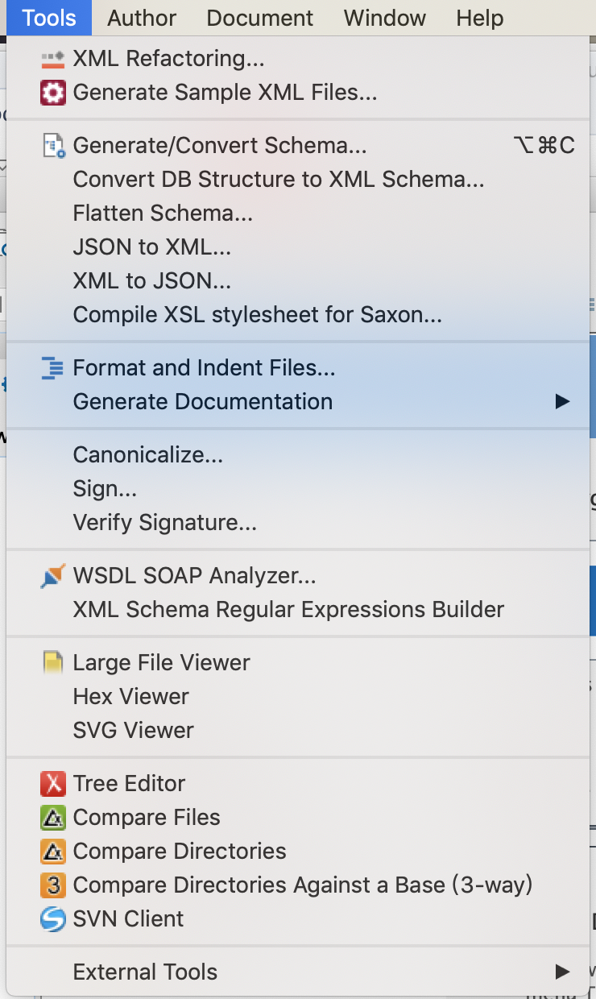 Tools Author Document Window Help
XML Refactoring...
Generate Sample XML Files...
Generate/Convert Schema... ⌥⌘C
Convert DB Structure to XML Schema...
Flatten Schema...
JSON to XML...
XML to JSON...
Compile XSL stylesheet for Saxon...
Format and Indent Files...
Generate Documentation
Canonicalize...
Sign...
Verify Signature...
WSDL SOAP Analyzer...
XML Schema Regular Expressions Builder
Large File Viewer
Hex Viewer
SVG Viewer
Tree Editor
Compare Files
Compare Directories
3 Compare Directories Against a Base (3-way)
SVN Client
External Tools